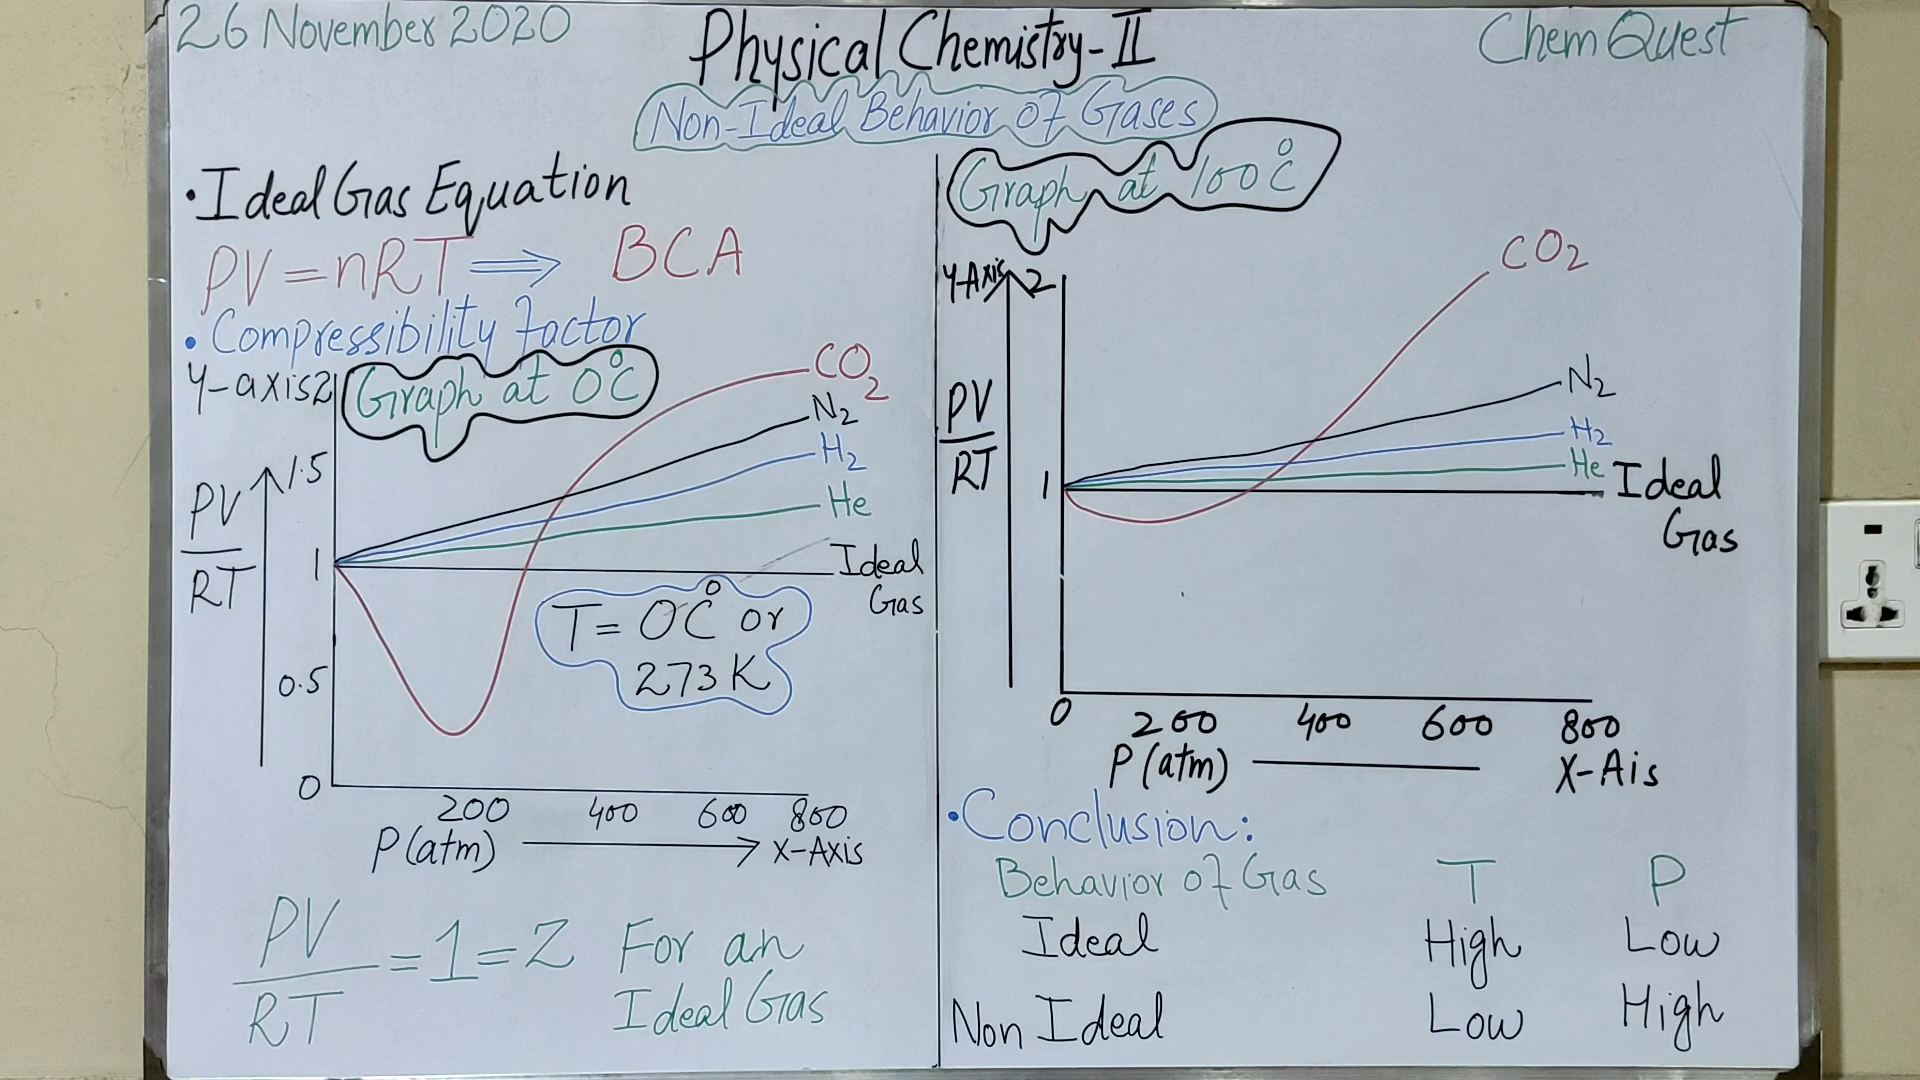 26 November 2020
Physical Chemistry-II
Chem Quest
Non-Ideal Behavior of Gases
• Ideal Gas Equation
PV = nRT ⟹ BCA
• Compressibility Factor
y-axis 2
Graph at 0°C
CO2
N2
H2
He
Ideal Gas
1.5
PV
RT
1
T = 0°C or
273 K
0.5
0
200 400 600 800
P(atm) ⟶ X-Axis
PV
RT
= 1 = Z For an
Ideal Gas
Graph at 100°C
Y-Axis 2
CO2
N2
H2
He
Ideal
Gas
PV
RT
1
0 200 400 600 800
P(atm) — X-Ais
• Conclusion:
Behavior of Gas T P
Ideal High Low
Non Ideal Low High